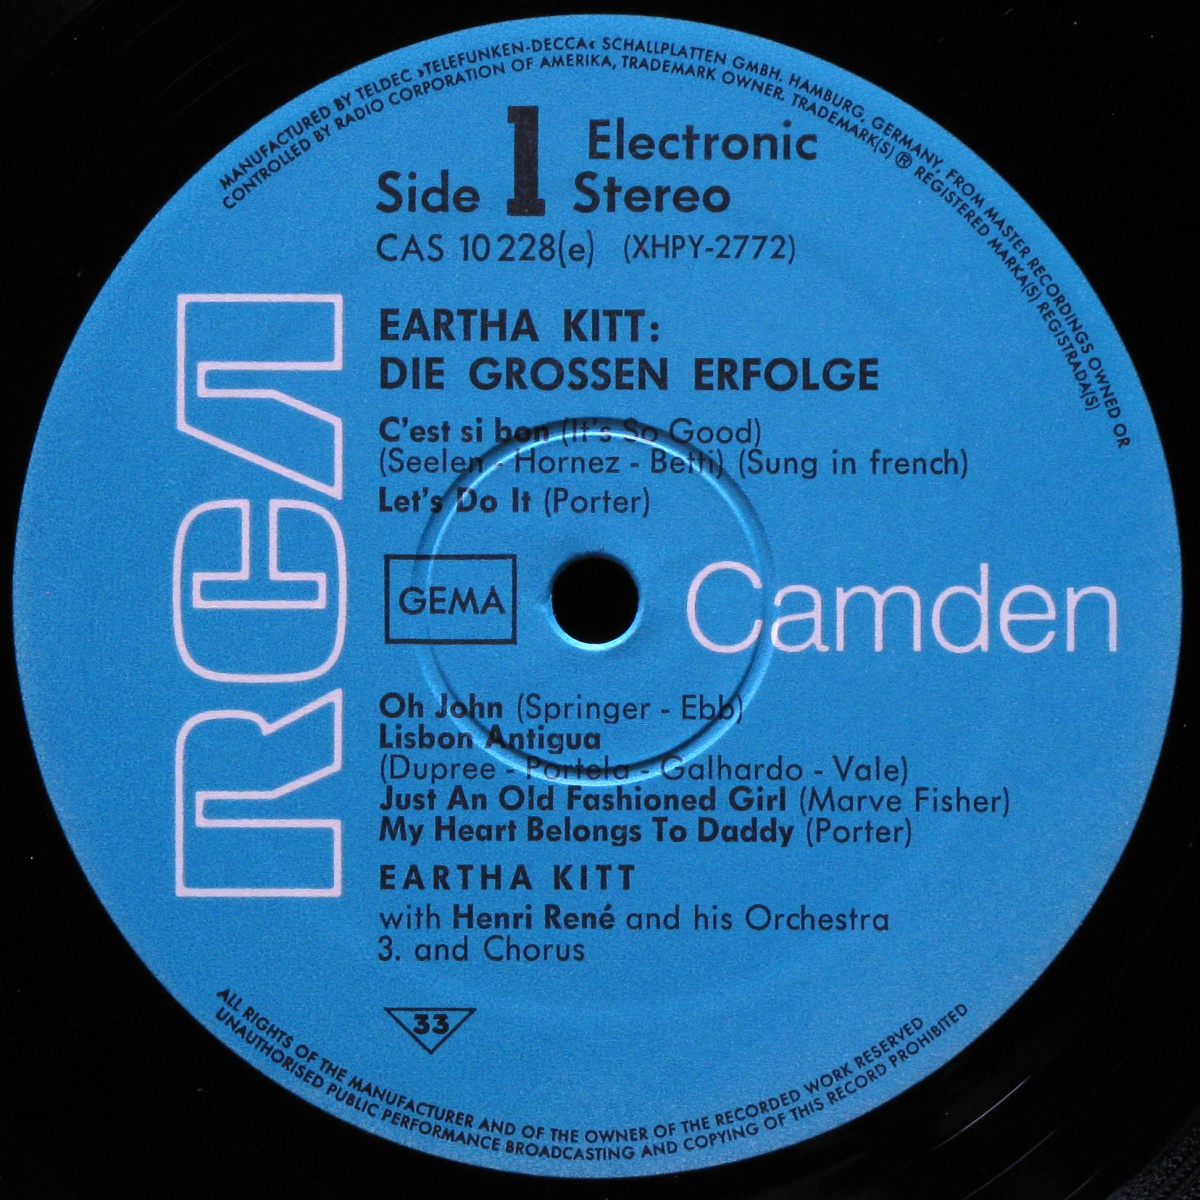 MANUFACTURED BY TELDEC »TELEFUNKEN-DECCA« SCHALLPLATTEN GMBH. HAMBURG, GERMANY, FROM MASTER RECORDINGS OWNED OR
CONTROLLED BY RADIO CORPORATION OF AMERIKA, TRADEMARK OWNER. TRADEMARK(S) ® REGISTERED MARKA(S) REGISTRADA(S)
Side 1 Electronic
Stereo
CAS 10 228(e) (XHPY-2772)
RCA
EARTHA KITT:
DIE GROSSEN ERFOLGE
C'est si bon (It's So Good)
(Seelen - Hornez - Betti) (Sung in french)
Let's Do It (Porter)
GEMA
Camden
Oh John (Springer - Ebb)
Lisbon Antigua
(Dupree - Portela - Galhardo - Vale)
Just An Old Fashioned Girl (Marve Fisher)
My Heart Belongs To Daddy (Porter)
EARTHA KITT
with Henri René and his Orchestra
3. and Chorus
33
ALL RIGHTS OF THE MANUFACTURER AND OF THE OWNER OF THE RECORDED WORK RESERVED
UNAUTHORISED PUBLIC PERFORMANCE BROADCASTING AND COPYING OF THIS RECORD PROHIBITED